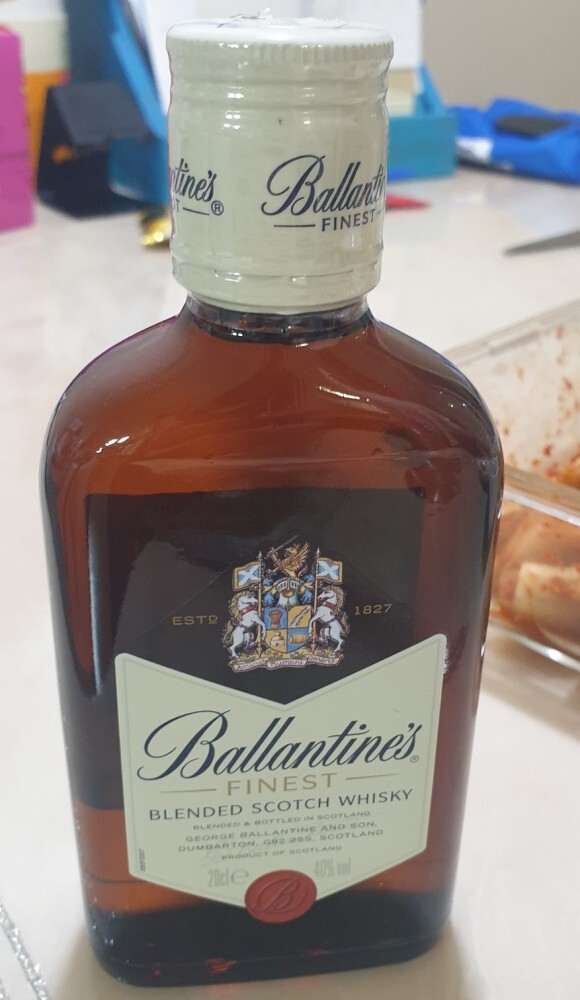 Ballantine's
FINEST
ESTD 1827
Ballantine's®
FINEST
BLENDED SCOTCH WHISKY
BLENDED & BOTTLED IN SCOTLAND
GEORGE BALLANTINE AND SON,
DUMBARTON, G82 2SS, SCOTLAND
PRODUCT OF SCOTLAND
20cl e 40% vol
B